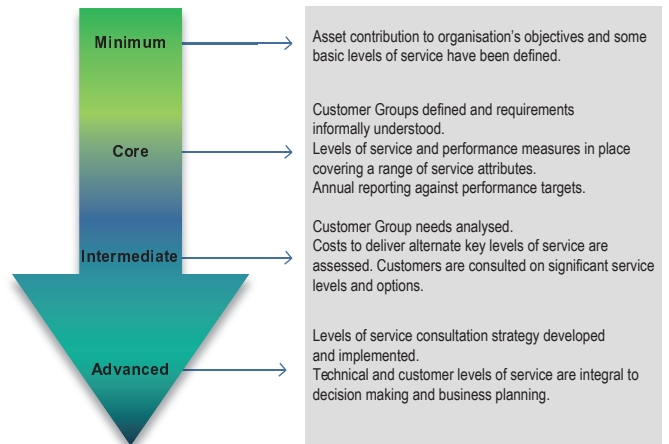 Minimum
Asset contribution to organisation's objectives and some
basic levels of service have been defined.
Core
Customer Groups defined and requirements
informally understood.
Levels of service and performance measures in place
covering a range of service attributes.
Annual reporting against performance targets.
Intermediate
Customer Group needs analysed.
Costs to deliver alternate key levels of service are
assessed. Customers are consulted on significant service
levels and options.
Advanced
Levels of service consultation strategy developed
and implemented.
Technical and customer levels of service are integral to
decision making and business planning.